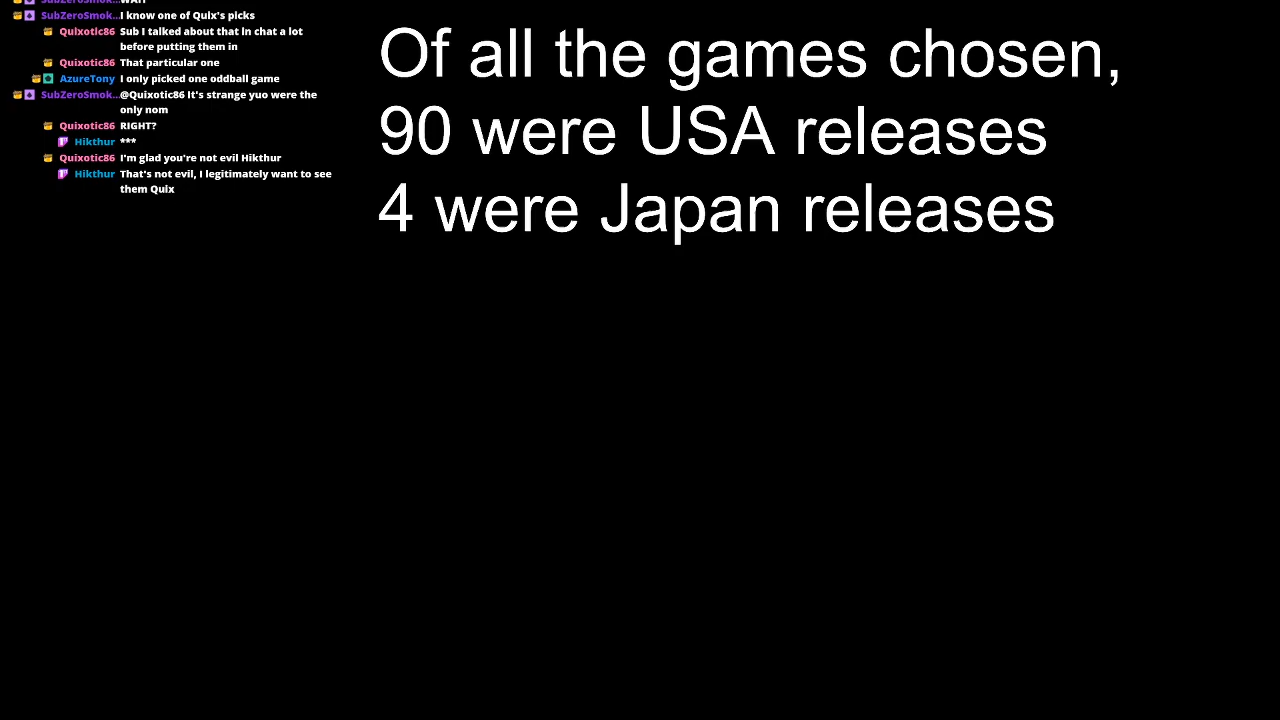 WAIT
SubZeroSmok... I know one of Quix's picks
Quixotic86 Sub I talked about that in chat a lot
before putting them in
Quixotic86 That particular one
AzureTony I only picked one oddball game
SubZeroSmok... @Quixotic86 It's strange yuo were the
only nom
Quixotic86 RIGHT?
Hikthur ***
Quixotic86 I'm glad you're not evil Hikthur
Hikthur That's not evil, I legitimately want to see
them Quix
Of all the games chosen,
90 were USA releases
4 were Japan releases